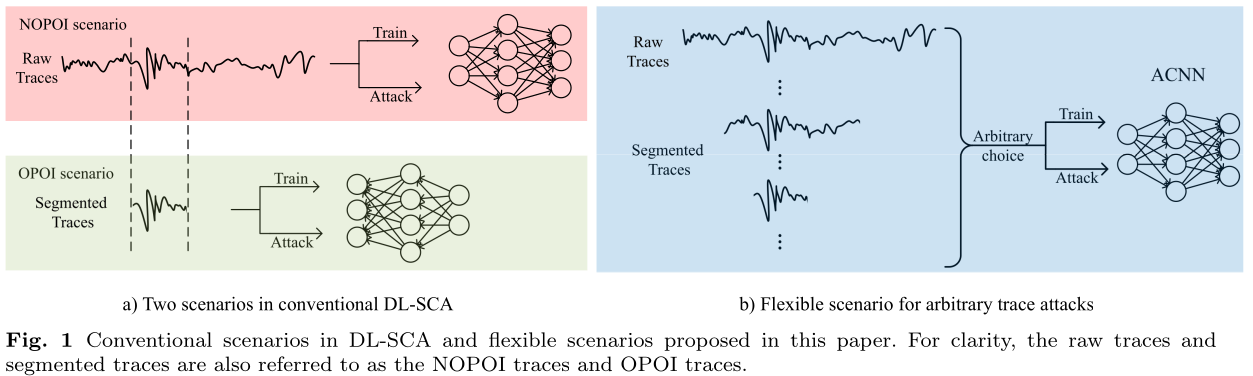 NOPOI scenario
Raw
Traces
Train
Attack
OPOI scenario
Segmented
Traces
Train
Attack
a) Two scenarios in conventional DL-SCA
Raw
Traces
Segmented
Traces
Arbitrary
choice
Train
Attack
ACNN
b) Flexible scenario for arbitrary trace attacks
Fig. 1 Conventional scenarios in DL-SCA and flexible scenarios proposed in this paper. For clarity, the raw traces and
segmented traces are also referred to as the NOPOI traces and OPOI traces.